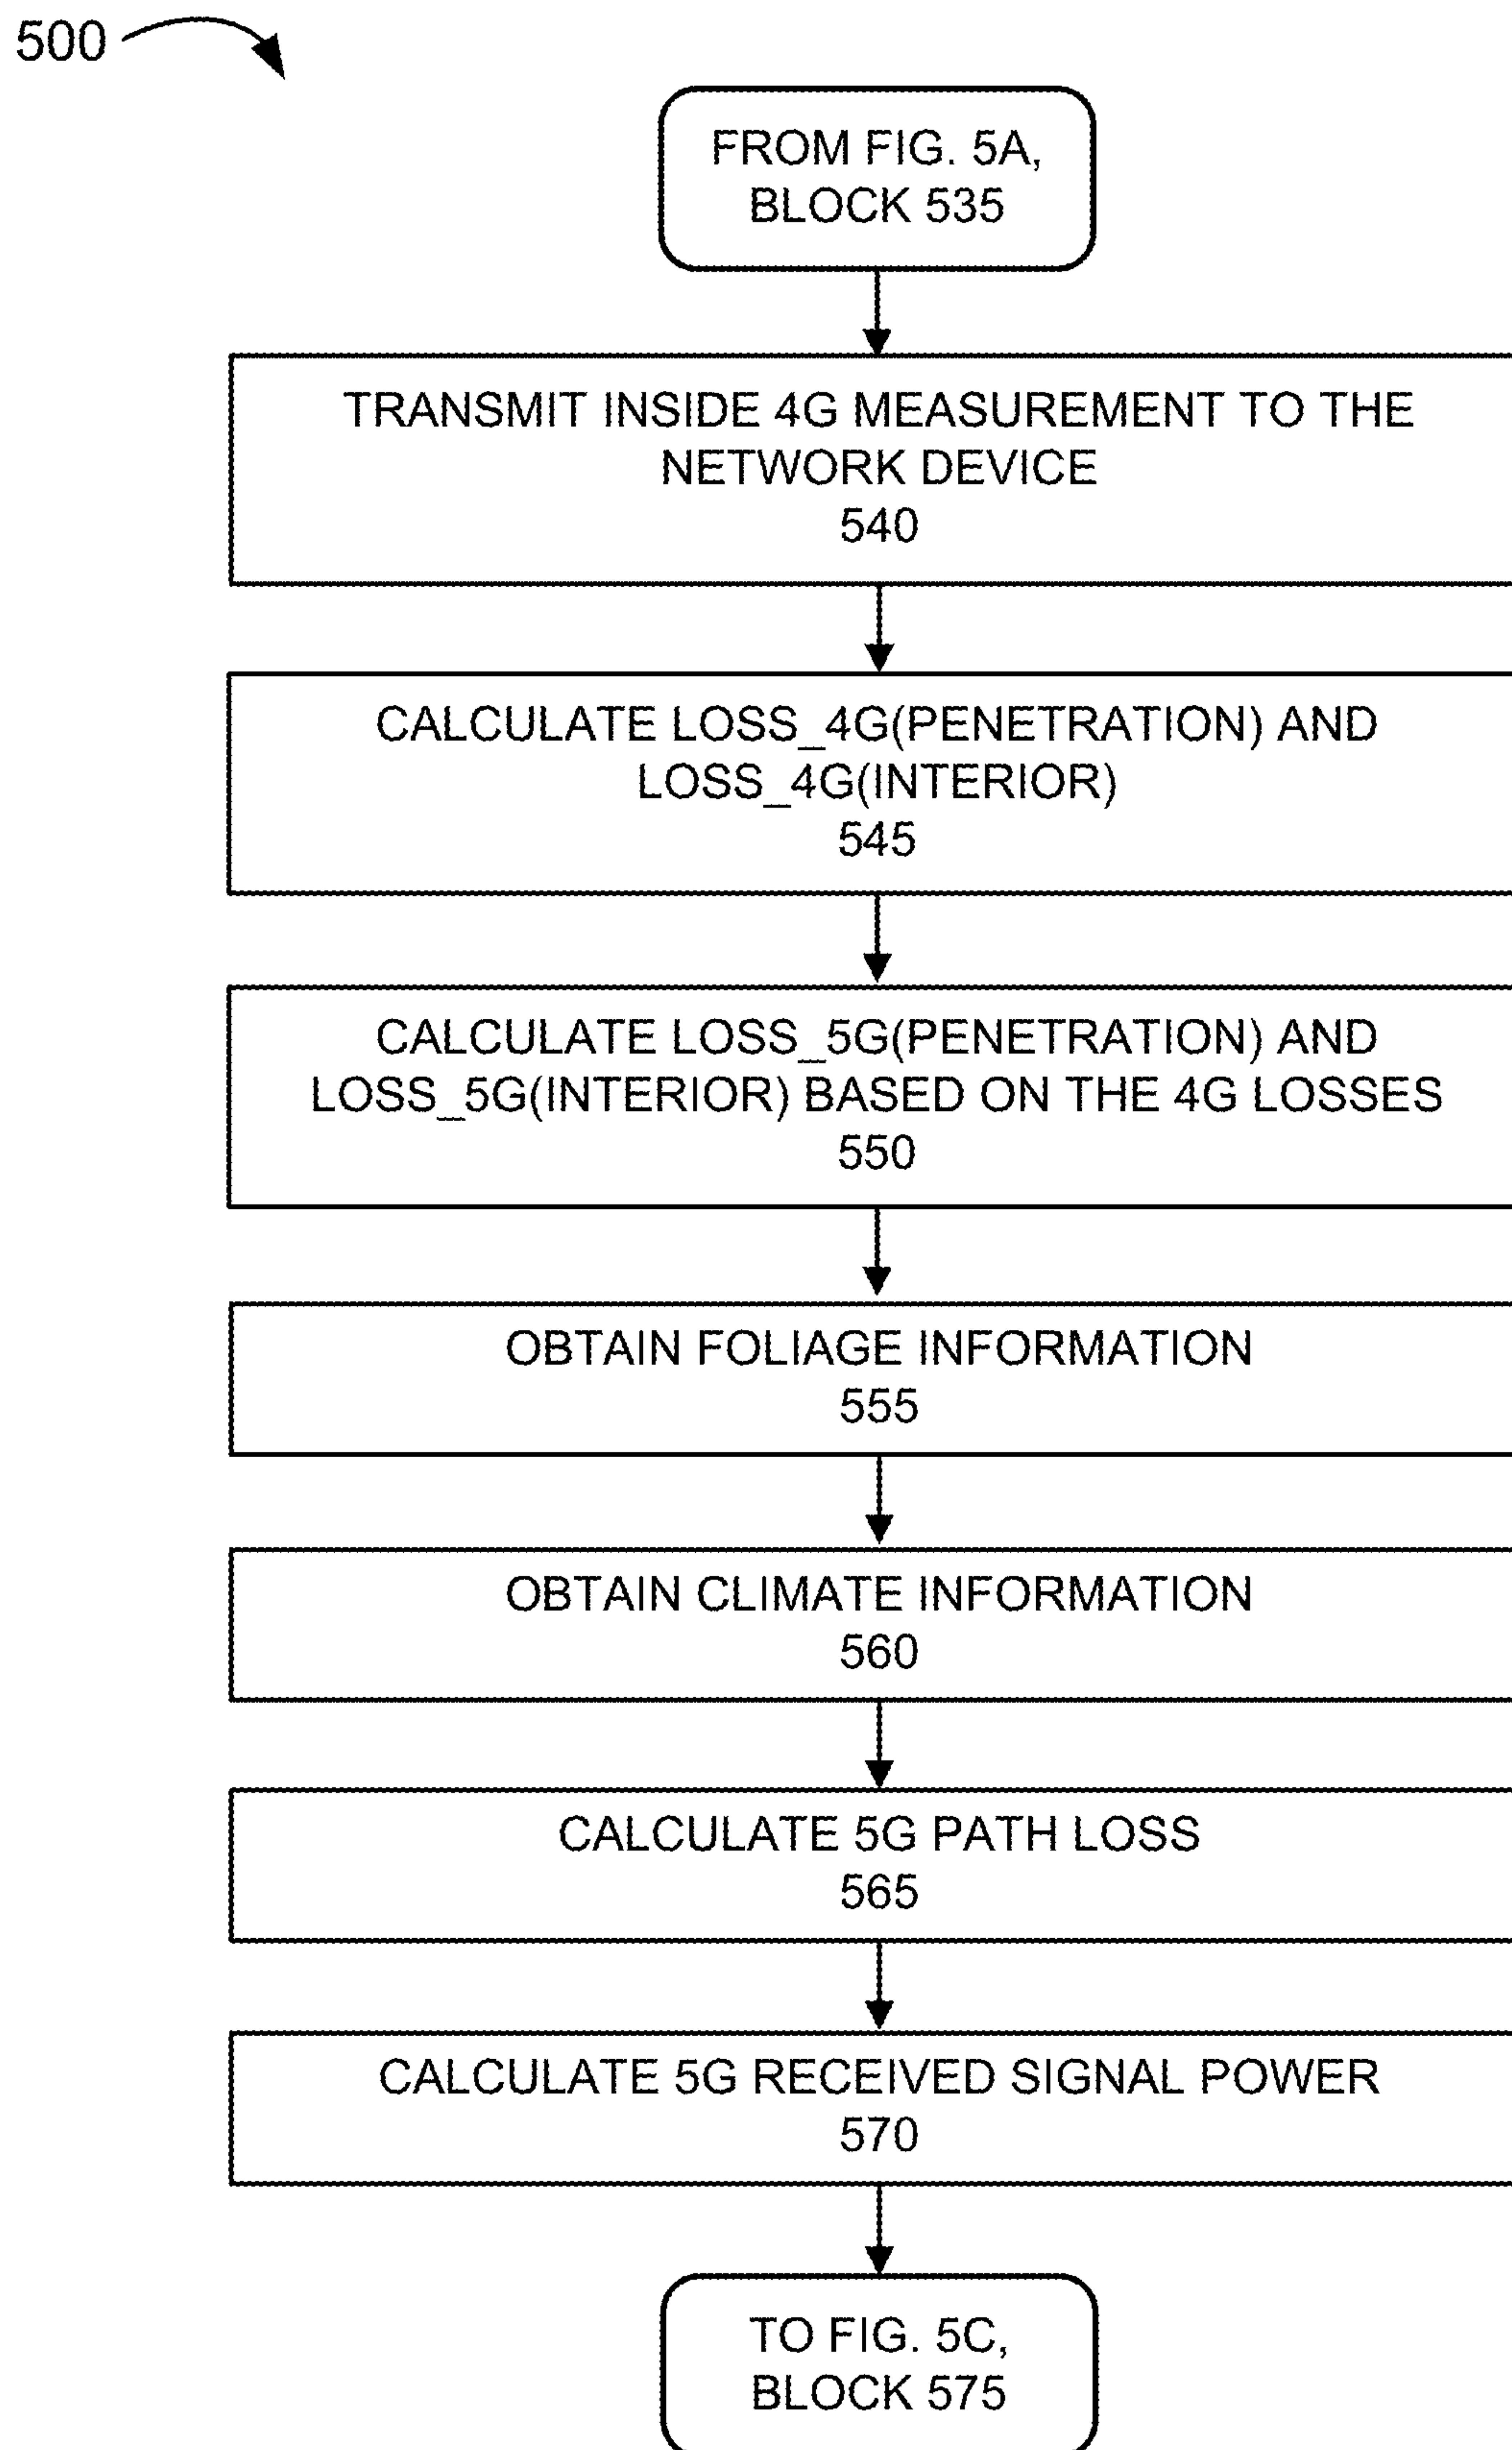 500
FROM FIG. 5A,
BLOCK 535
TRANSMIT INSIDE 4G MEASUREMENT TO THE
NETWORK DEVICE
540
CALCULATE LOSS_4G(PENETRATION) AND
LOSS_4G(INTERIOR)
545
CALCULATE LOSS_5G(PENETRATION) AND
LOSS_5G(INTERIOR) BASED ON THE 4G LOSSES
550
OBTAIN FOLIAGE INFORMATION
555
OBTAIN CLIMATE INFORMATION
560
CALCULATE 5G PATH LOSS
565
CALCULATE 5G RECEIVED SIGNAL POWER
570
TO FIG. 5C,
BLOCK 575